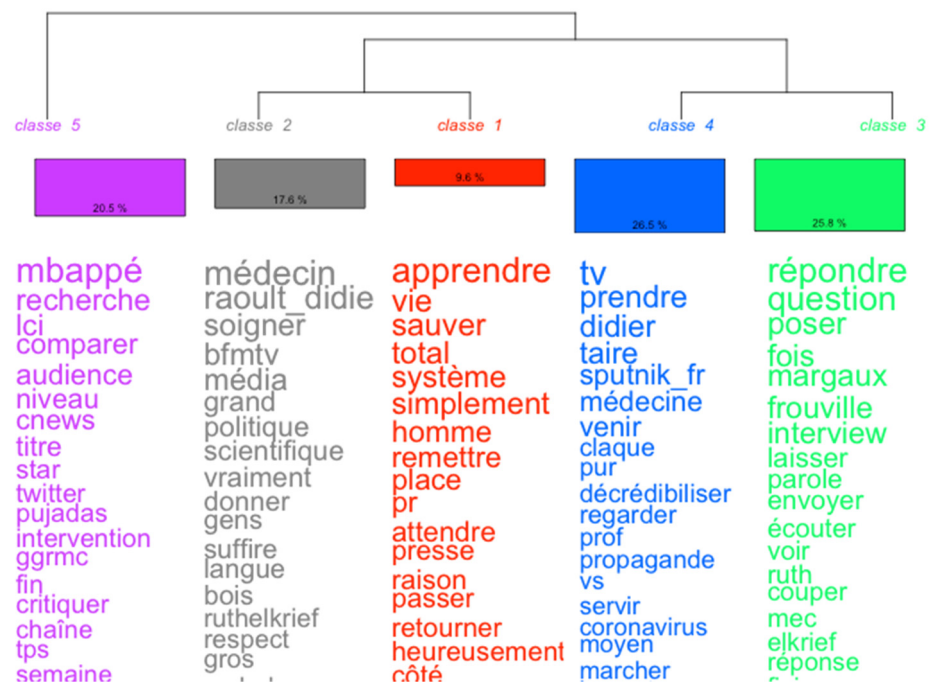 classe 5
classe 2
classe 1
classe 4
classe 3
20.5 %
17.6 %
9.6 %
26.5 %
25.8 %
mbappé
recherche
lci
comparer
audience
niveau
cnews
titre
star
twitter
pujadas
intervention
ggrmc
fin
critiquer
chaîne
tps
semaine
médecin
raoult_didie
soigner
bfmtv
média
grand
politique
scientifique
vraiment
donner
gens
suffire
langue
bois
ruthelkrief
respect
gros
apprendre
vie
sauver
total
système
simplement
homme
remettre
place
pr
attendre
presse
raison
passer
retourner
heureusement
côté
tv
prendre
didier
taire
sputnik_fr
médecine
venir
claque
pur
décrédibiliser
regarder
prof
propagande
vs
servir
coronavirus
moyen
marcher
répondre
question
poser
fois
margaux
frouville
interview
laisser
parole
envoyer
écouter
voir
ruth
couper
mec
elkrief
réponse